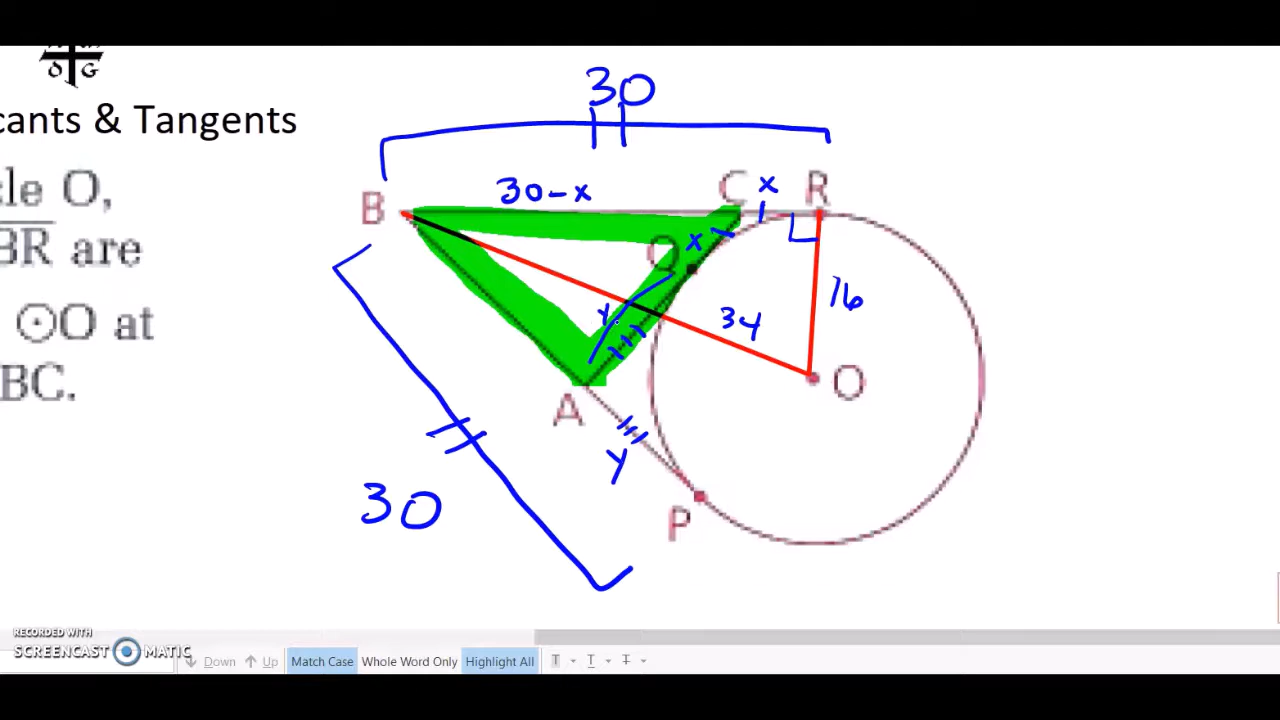 O G
cants & Tangents
cle O,
BR are
⊙O at
BC.
30
30-x
x
B
C
R
Q
x
y
16
34
O
A
y
P
30
RECORDED WITH
SCREENCAST MATIC
Down Up Match Case Whole Word Only Highlight All T T T